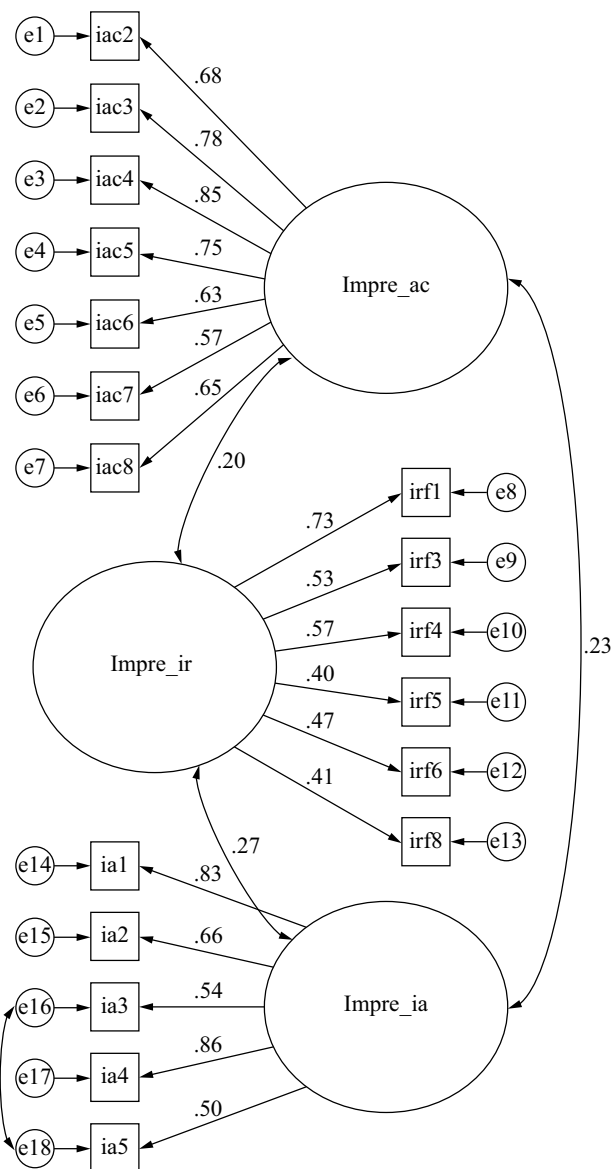 e1 iac2
.68
e2 iac3
.78
e3 iac4
.85
e4 iac5
.75
Impre_ac
e5 iac6
.63
e6 iac7
.57
e7 iac8
.65
.20
irf1 e8
.73
irf3 e9
.53
irf4 e10
.57
.23
Impre_ir
irf5 e11
.40
irf6 e12
.47
irf8 e13
.41
.27
e14 ia1
.83
e15 ia2
.66
e16 ia3
.54
Impre_ia
e17 ia4
.86
e18 ia5
.50